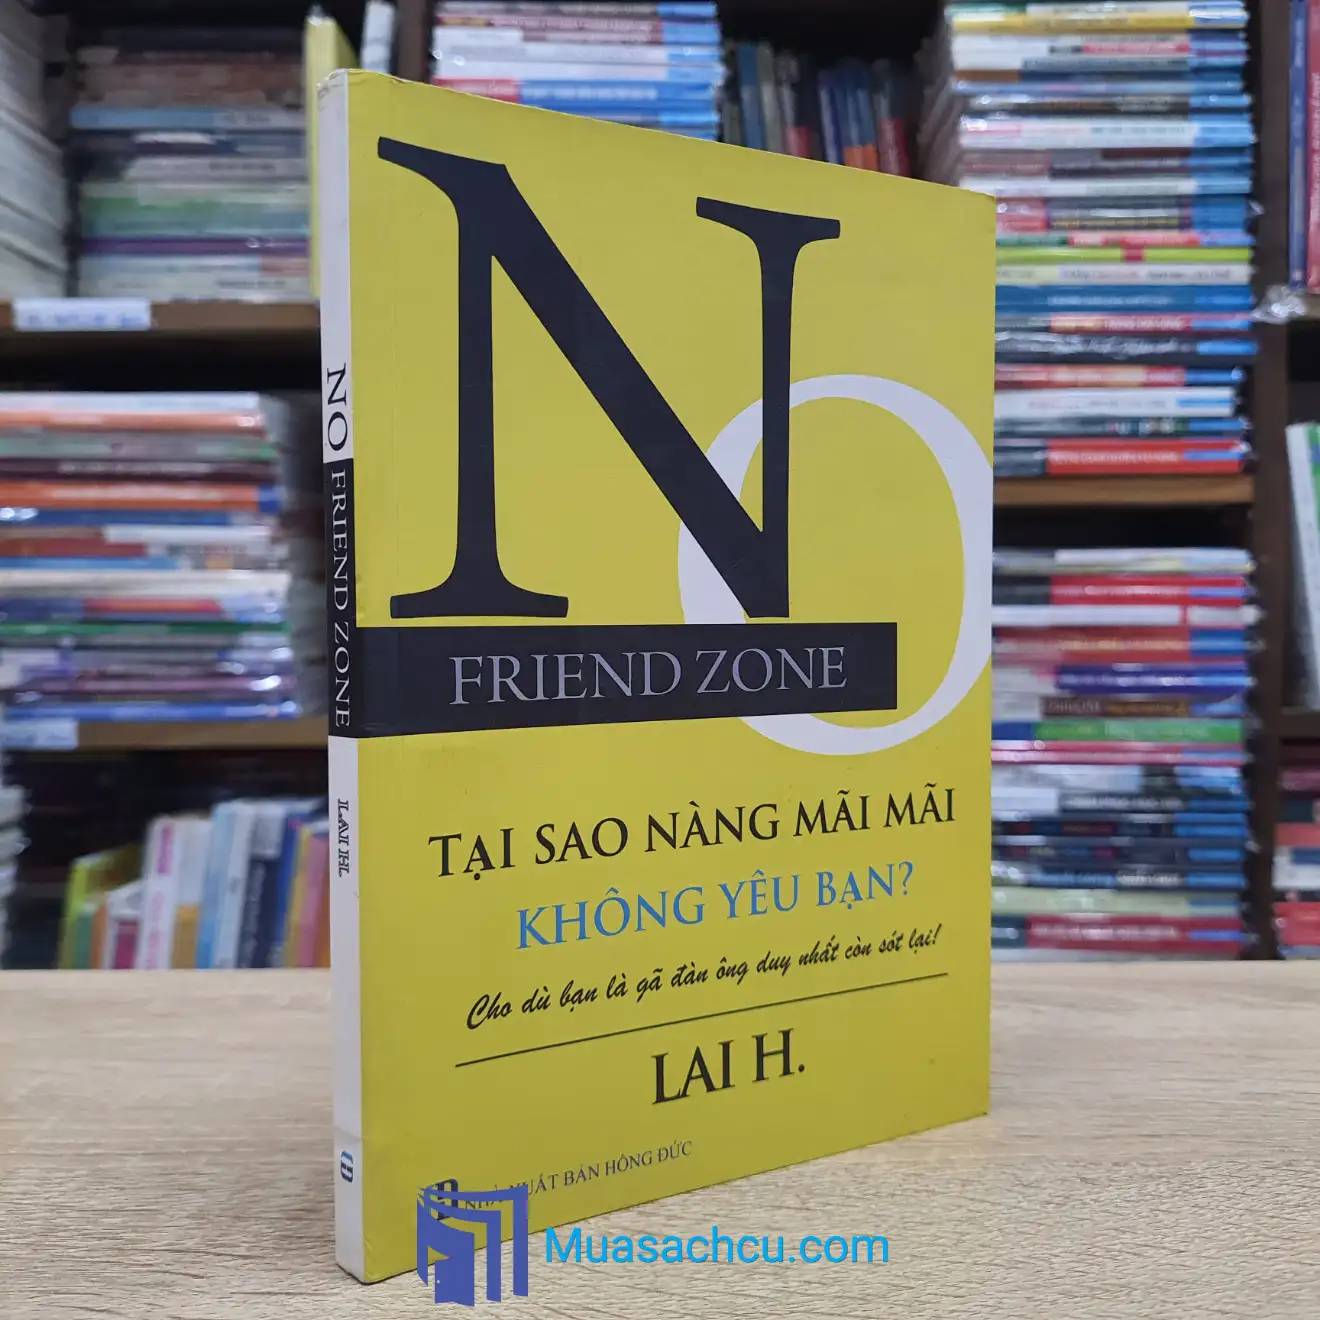 NO
FRIEND ZONE
TẠI SAO NÀNG MÃI MÃI
KHÔNG YÊU BẠN?
Cho dù bạn là gã đàn ông duy nhất còn sót lại!
LAI H.
NHÀ XUẤT BẢN HỒNG ĐỨC
NO FRIEND ZONE
LAI H.
Muasachcu.com